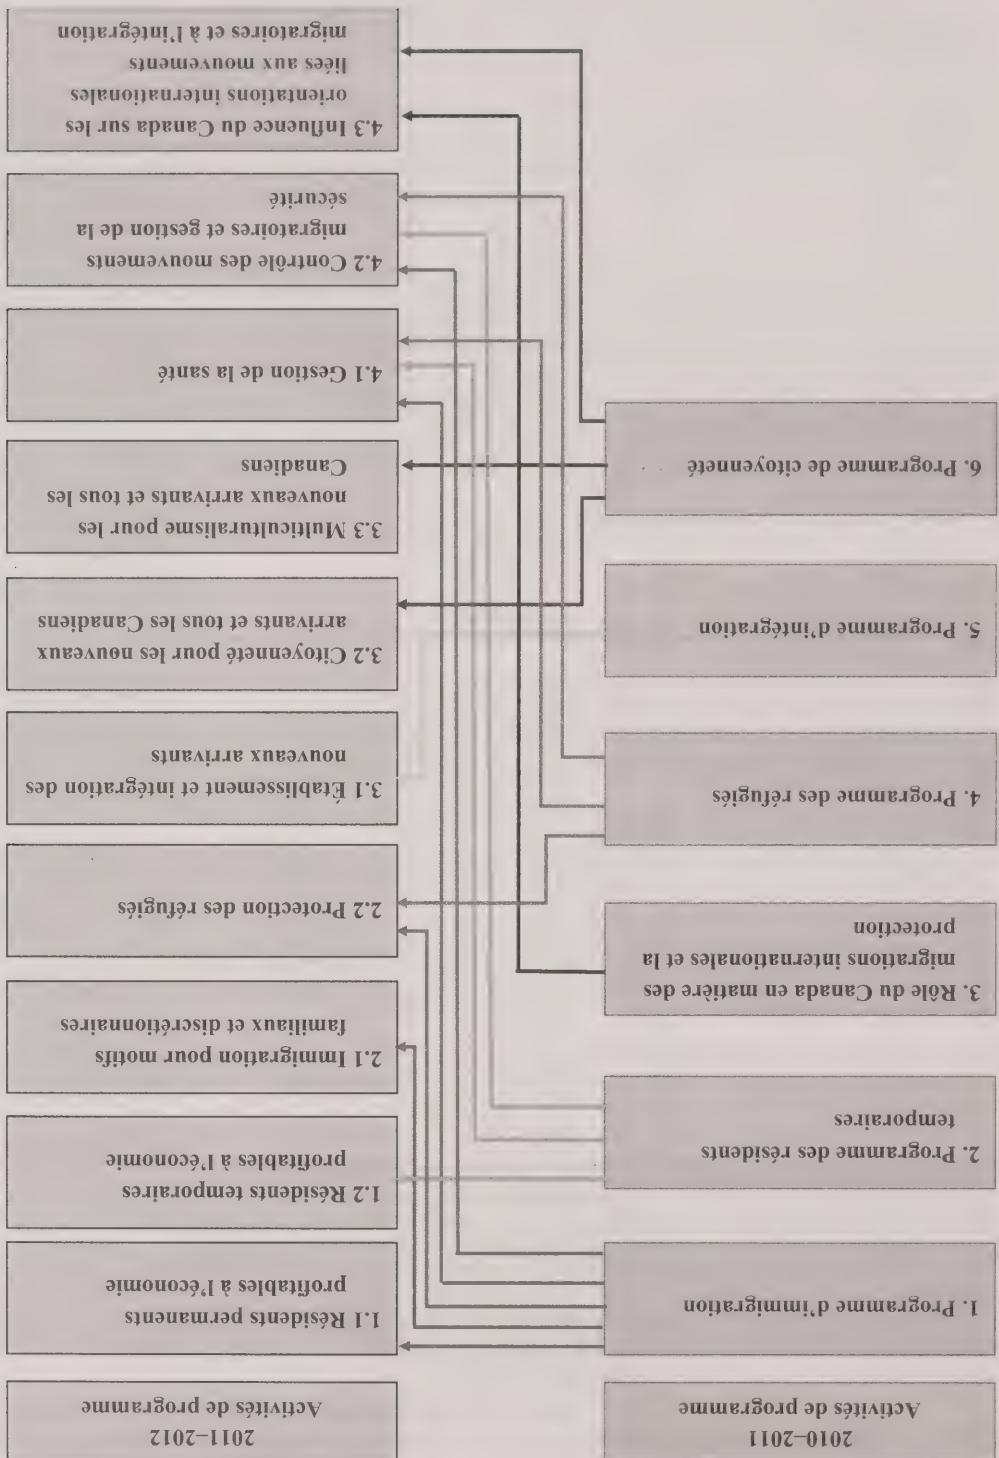 2010–2011
Activités de programme
1. Programme d'immigration
2. Programme des résidents
temporaires
3. Rôle du Canada en matière des
migrations internationales et la
protection
4. Programme des réfugiés
5. Programme d'intégration
6. Programme de citoyenneté
2011–2012
Activités de programme
1.1 Résidents permanents
profitables à l'économie
1.2 Résidents temporaires
profitables à l'économie
2.1 Immigration pour motifs
familiaux et discrétionnaires
2.2 Protection des réfugiés
3.1 Établissement et intégration des
nouveaux arrivants
3.2 Citoyenneté pour les nouveaux
arrivants et tous les Canadiens
3.3 Multiculturalisme pour les
nouveaux arrivants et tous les
Canadiens
4.1 Gestion de la santé
4.2 Contrôle des mouvements
migratoires et gestion de la
sécurité
4.3 Influence du Canada sur les
orientations internationales
liées aux mouvements
migratoires et à l'intégration